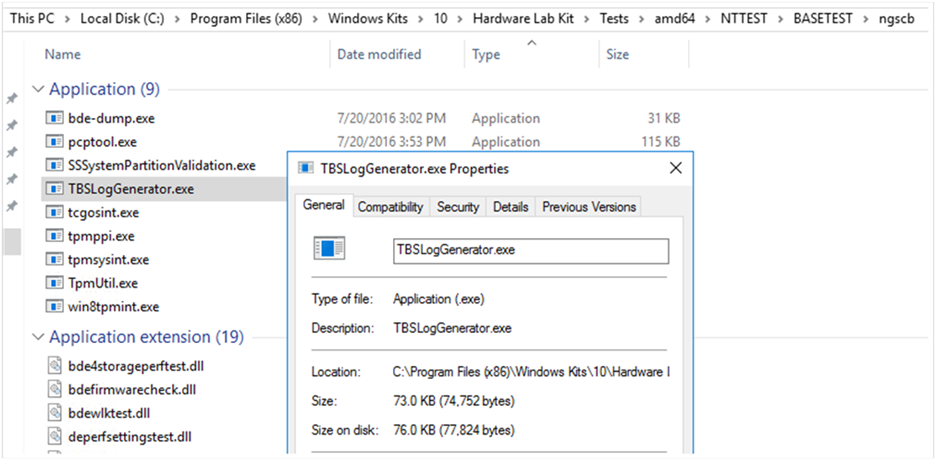 This PC > Local Disk (C:) > Program Files (x86) > Windows Kits > 10 > Hardware Lab Kit > Tests > amd64 > NTTEST > BASETEST > ngscb
Name Date modified Type Size
Application (9)
bde-dump.exe 7/20/2016 3:02 PM Application 31 KB
pcptool.exe 7/20/2016 3:53 PM Application 115 KB
SSSystemPartitionValidation.exe
TBSLogGenerator.exe
tcgosint.exe
tpmppi.exe
tpmsysint.exe
TpmUtil.exe
win8tpmint.exe
Application extension (19)
bde4storageperftest.dll
bdefirmwarecheck.dll
bdewlktest.dll
deperfsettingstest.dll
TBSLogGenerator.exe Properties
General Compatibility Security Details Previous Versions
TBSLogGenerator.exe
Type of file: Application (.exe)
Description: TBSLogGenerator.exe
Location: C:\Program Files (x86)\Windows Kits\10\Hardware l
Size: 73.0 KB (74,752 bytes)
Size on disk: 76.0 KB (77,824 bytes)